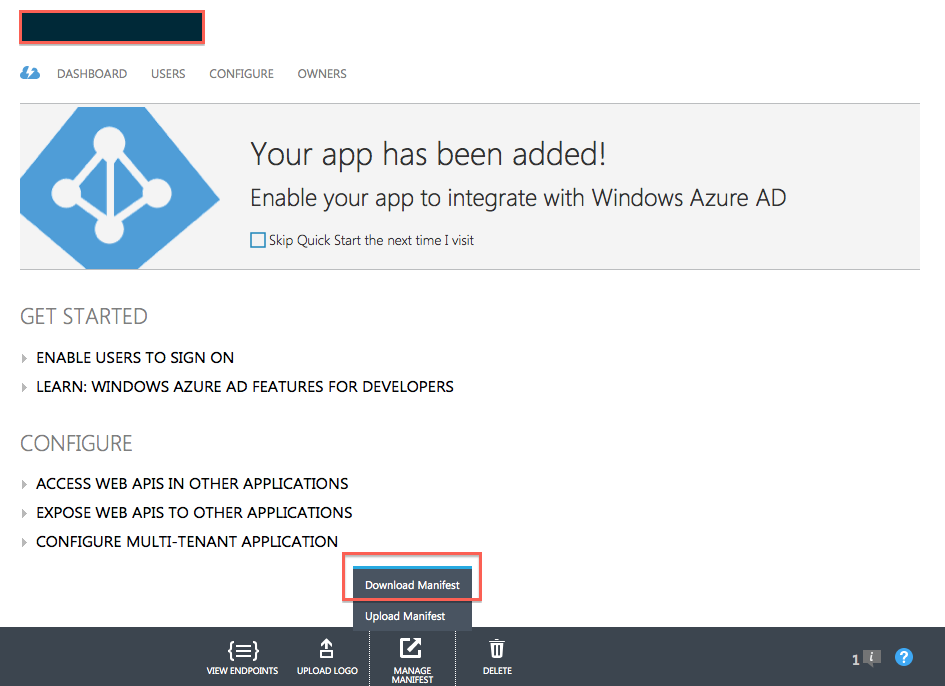 DASHBOARD USERS CONFIGURE OWNERS
Your app has been added!
Enable your app to integrate with Windows Azure AD
Skip Quick Start the next time I visit
GET STARTED
ENABLE USERS TO SIGN ON
LEARN: WINDOWS AZURE AD FEATURES FOR DEVELOPERS
CONFIGURE
ACCESS WEB APIS IN OTHER APPLICATIONS
EXPOSE WEB APIS TO OTHER APPLICATIONS
CONFIGURE MULTI-TENANT APPLICATION
Download Manifest
Upload Manifest
VIEW ENDPOINTS UPLOAD LOGO MANAGE
MANIFEST DELETE
1 i ?